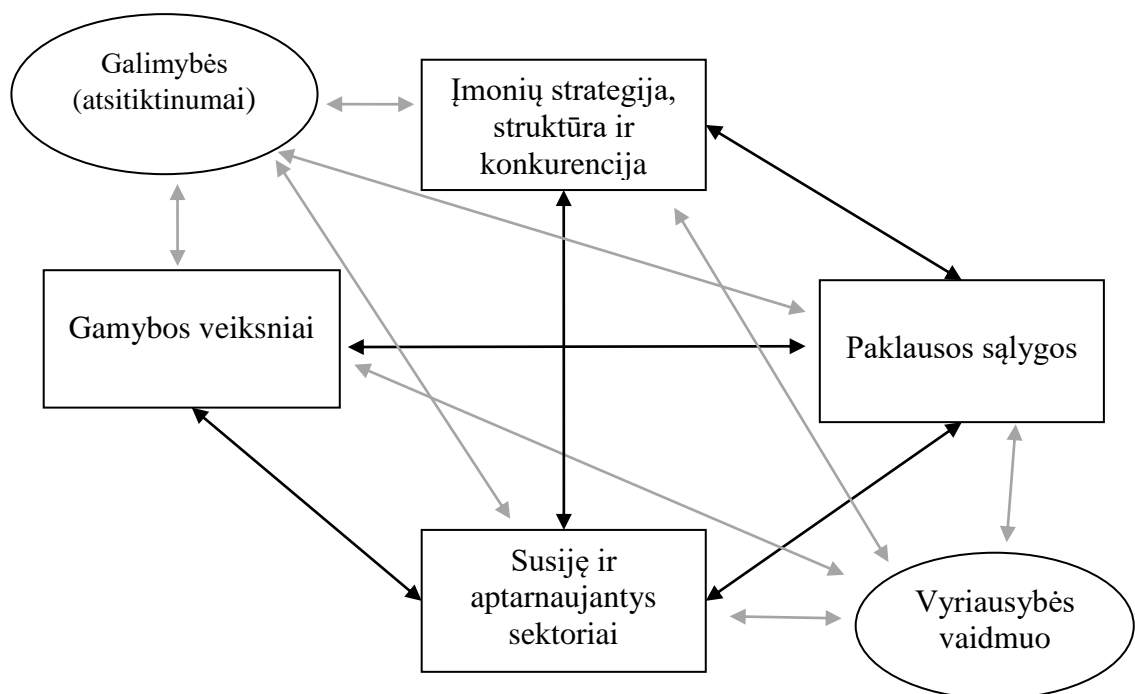 Galimybės
(atsitiktinumai)
Įmonių strategija,
struktūra ir
konkurencija
Gamybos veiksniai
Paklausos sąlygos
Susiję ir
aptarnaujantys
sektoriai
Vyriausybės
vaidmuo